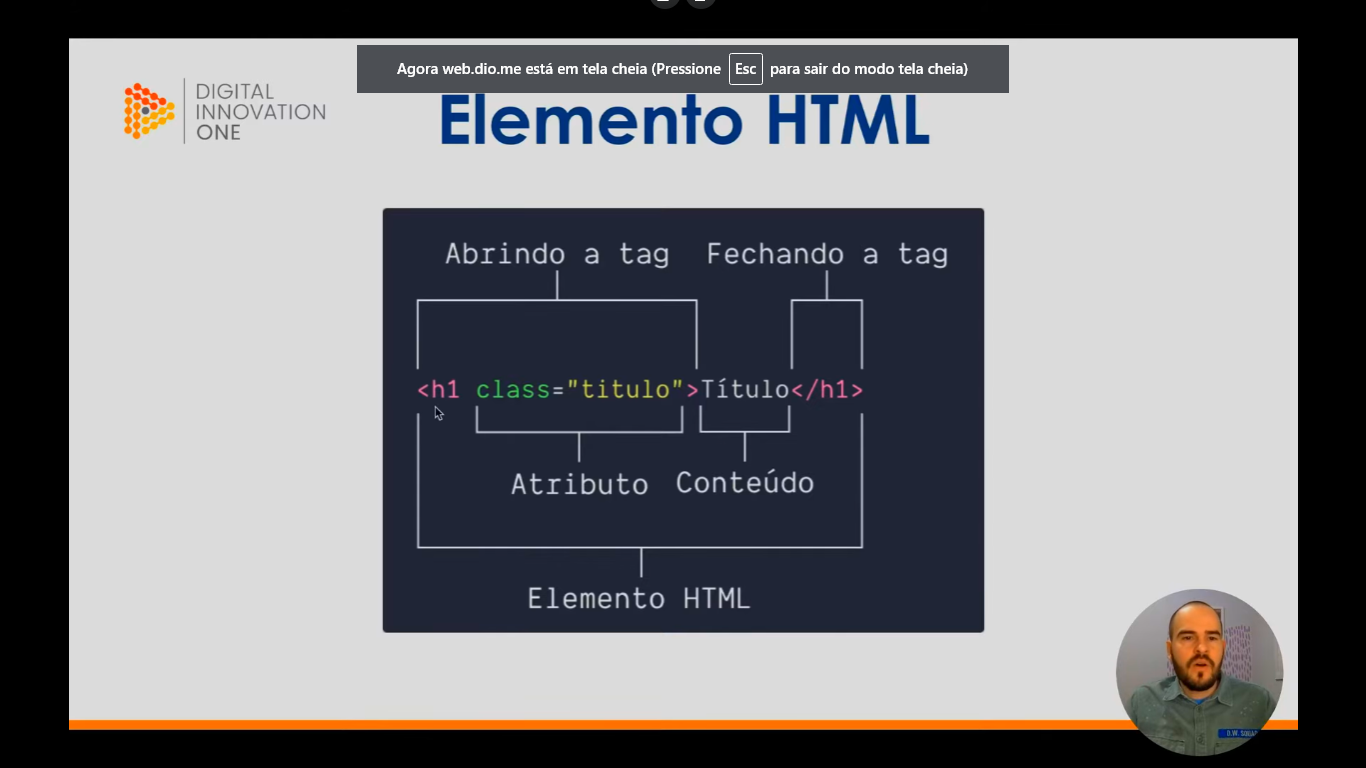 Agora web.dio.me está em tela cheia (Pressione Esc para sair do modo tela cheia)
DIGITAL
INNOVATION
ONE
Elemento HTML
Abrindo a tag Fechando a tag
<h1 class="titulo">Título</h1>
Atributo Conteúdo
Elemento HTML